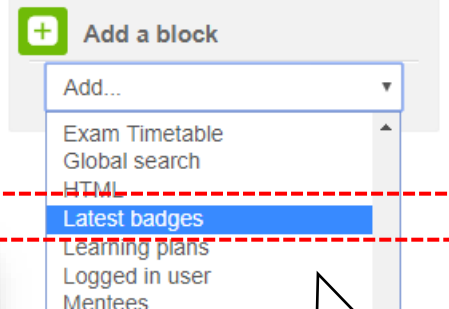 Add a block
Add...
Exam Timetable
Global search
HTML
Latest badges
Learning plans
Logged in user
Mentees